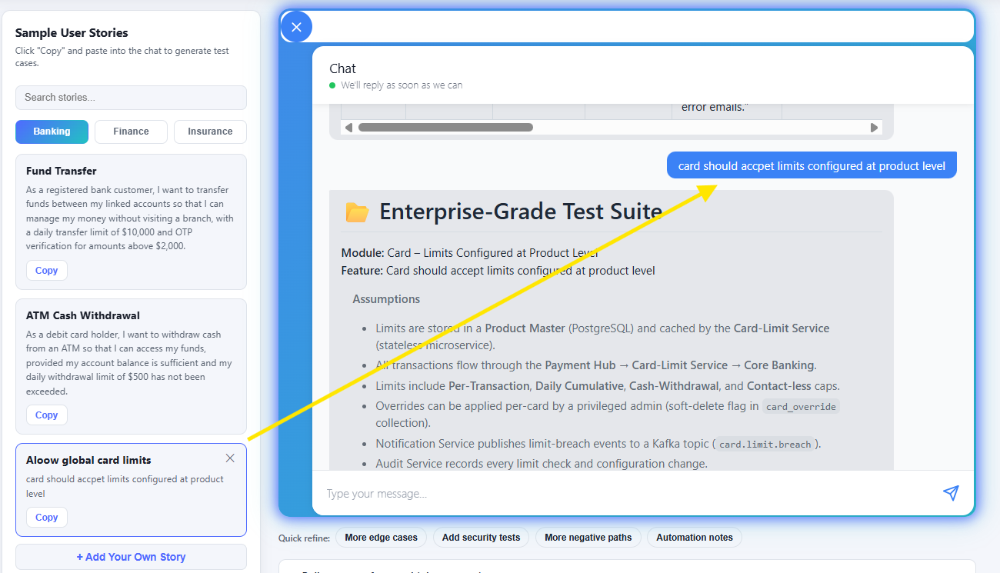 Sample User Stories
Click "Copy" and paste into the chat to generate test
cases.
Search stories...
Banking
Finance
Insurance
Fund Transfer
As a registered bank customer, I want to transfer
funds between my linked accounts so that I can
manage my money without visiting a branch, with
a daily transfer limit of $10,000 and OTP
verification for amounts above $2,000.
Copy
ATM Cash Withdrawal
As a debit card holder, I want to withdraw cash
from an ATM so that I can access my funds,
provided my account balance is sufficient and my
daily withdrawal limit of $500 has not been
exceeded.
Copy
Aloow global card limits
card should accpet limits configured at product
level
Copy
+ Add Your Own Story
Chat
We'll reply as soon as we can
error emails."
card should accpet limits configured at product level
Enterprise-Grade Test Suite
Module: Card – Limits Configured at Product Level
Feature: Card should accept limits configured at product level
Assumptions
• Limits are stored in a Product Master (PostgreSQL) and cached by the Card-Limit Service
(stateless microservice).
• All transactions flow through the Payment Hub → Card-Limit Service → Core Banking.
• Limits include Per-Transaction, Daily Cumulative, Cash-Withdrawal, and Contact-less caps.
• Overrides can be applied per-card by a privileged admin (soft-delete flag in card_override
collection).
• Notification Service publishes limit-breach events to a Kafka topic (card.limit.breach).
• Audit Service records every limit check and configuration change.
Type your message...
Quick refine:
More edge cases
Add security tests
More negative paths
Automation notes